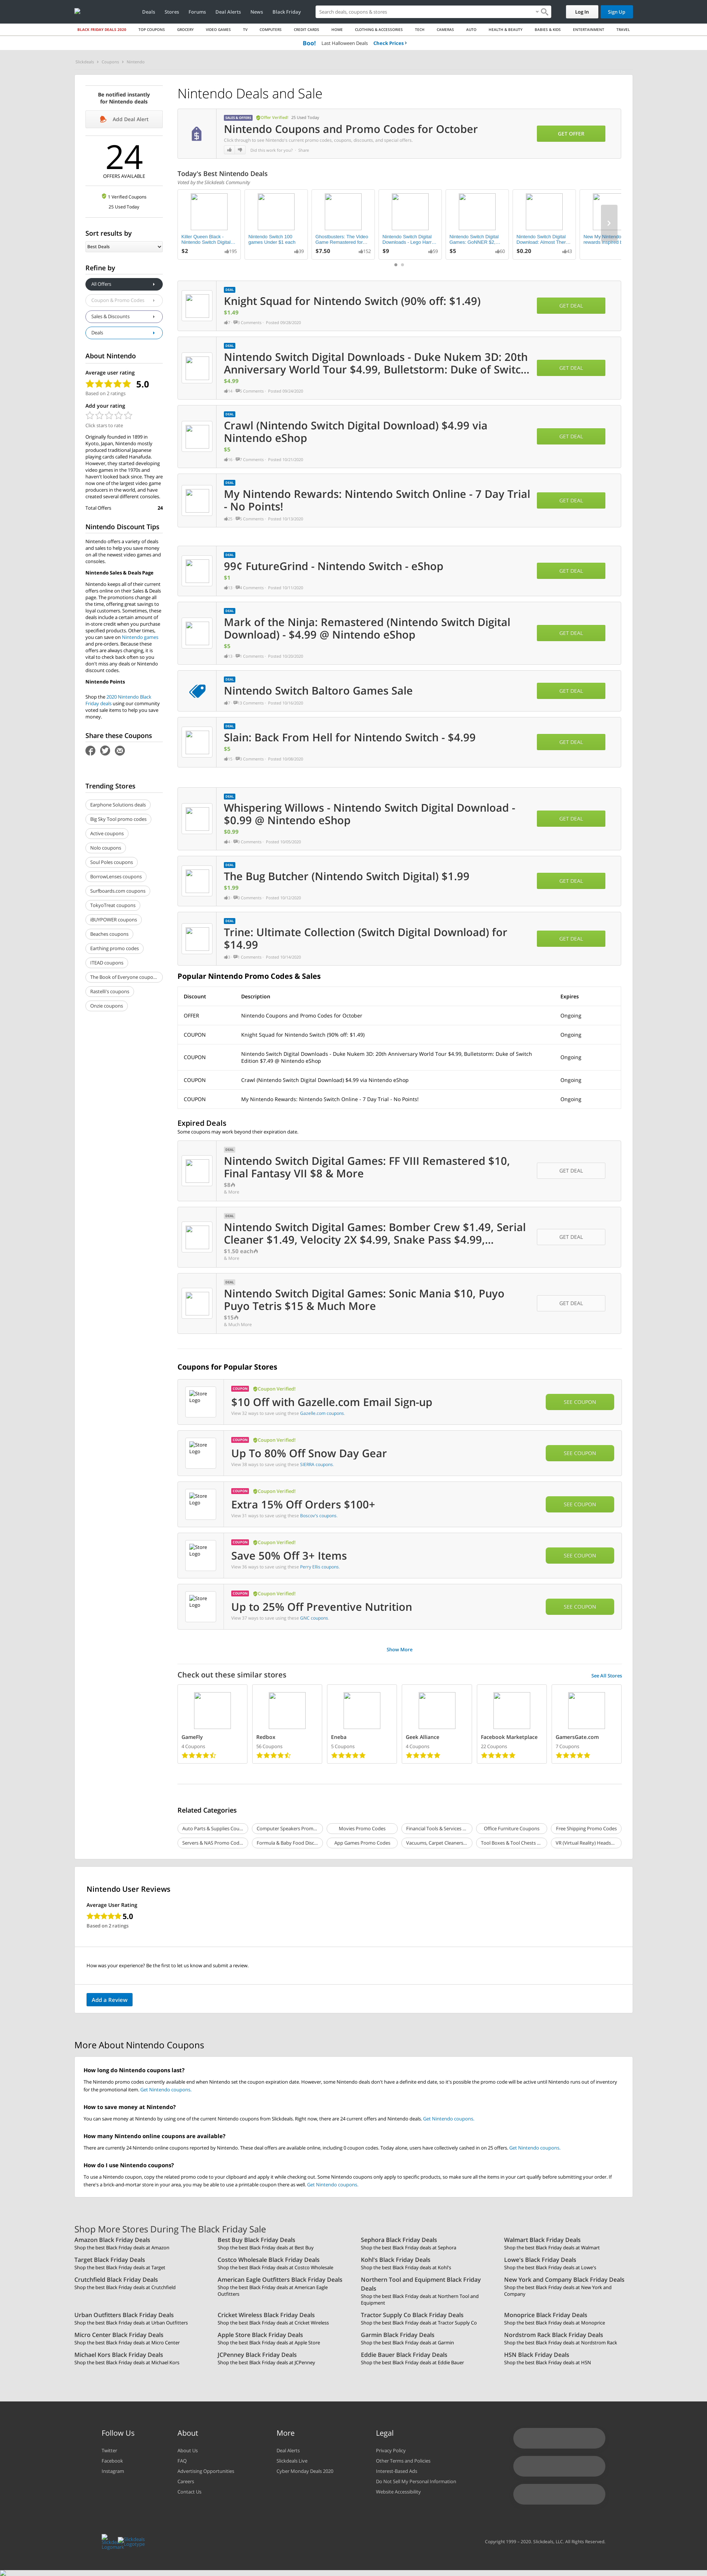 Deals Stores Forums Deal Alerts News Black Friday
Search deals, coupons & stores
Log In Sign Up
BLACK FRIDAY DEALS 2020 TOP COUPONS GROCERY VIDEO GAMES TV COMPUTERS CREDIT CARDS HOME CLOTHING & ACCESSORIES TECH CAMERAS AUTO HEALTH & BEAUTY BABIES & KIDS ENTERTAINMENT TRAVEL
Boo! Last Halloween Deals Check Prices !
Slickdeals › Coupons › Nintendo
Be notified instantly
for Nintendo deals
Add Deal Alert
24
OFFERS AVAILABLE
1 Verified Coupons
25 Used Today
Sort results by
Best Deals
Refine by
All Offers
Coupon & Promo Codes
Sales & Discounts
Deals
About Nintendo
Average user rating
5.0
Based on 2 ratings
Add your rating
Click stars to rate
Originally founded in 1899 in
Kyoto, Japan, Nintendo mostly
produced traditional Japanese
playing cards called Hanafuda.
However, they started developing
video games in the 1970s and
haven't looked back since. They are
now one of the largest video game
producers in the world, and have
created several different consoles.
Total Offers 24
Nintendo Discount Tips
Nintendo offers a variety of deals
and sales to help you save money
on all the newest video games and
consoles.
Nintendo Sales & Deals Page
Nintendo keeps all of their current
offers online on their Sales & Deals
page. The promotions change all
the time, offering great savings to
loyal customers. Sometimes, these
deals include a certain amount of
in-store credit when you purchase
specified products. Other times,
you can save on Nintendo games
and pre-orders. Because these
offers are always changing, it is
vital to check back often so you
don't miss any deals or Nintendo
discount codes.
Nintendo Points
Shop the 2020 Nintendo Black
Friday deals using our community
voted sale items to help you save
money.
Share these Coupons
Trending Stores
Earphone Solutions deals
Big Sky Tool promo codes
Active coupons
Nolo coupons
Soul Poles coupons
BorrowLenses coupons
Surfboards.com coupons
TokyoTreat coupons
iBUYPOWER coupons
Beaches coupons
Earthing promo codes
ITEAD coupons
The Book of Everyone coupo...
Rastelli's coupons
Onzie coupons
Nintendo Deals and Sale
SALES & OFFERS Offer Verified! 25 Used Today
Nintendo Coupons and Promo Codes for October
Click through to see Nintendo's current promo codes, coupons, discounts, and special offers.
Did this work for you? Share
GET OFFER
Today's Best Nintendo Deals
Voted by the Slickdeals Community
Killer Queen Black - Nintendo Switch Digital...
$2 195
Nintendo Switch 100 games Under $1 each
39
Ghostbusters: The Video Game Remastered for...
$7.50 152
Nintendo Switch Digital Downloads - Lego Harr...
$9 59
Nintendo Switch Digital Games: GoNNER $2,...
$5 60
Nintendo Switch Digital Download: Almost Ther...
$0.20 43
DEAL
Knight Squad for Nintendo Switch (90% off: $1.49)
$1.49
GET DEAL
DEAL
Nintendo Switch Digital Downloads - Duke Nukem 3D: 20th
Anniversary World Tour $4.99, Bulletstorm: Duke of Switc...
$4.99
GET DEAL
DEAL
Crawl (Nintendo Switch Digital Download) $4.99 via
Nintendo eShop
$5
GET DEAL
DEAL
My Nintendo Rewards: Nintendo Switch Online - 7 Day Trial
- No Points!
GET DEAL
DEAL
99¢ FutureGrind - Nintendo Switch - eShop
$1
GET DEAL
DEAL
Mark of the Ninja: Remastered (Nintendo Switch Digital
Download) - $4.99 @ Nintendo eShop
$5
GET DEAL
DEAL
Nintendo Switch Baltoro Games Sale
GET DEAL
DEAL
Slain: Back From Hell for Nintendo Switch - $4.99
$5
GET DEAL
DEAL
Whispering Willows - Nintendo Switch Digital Download -
$0.99 @ Nintendo eShop
$0.99
GET DEAL
DEAL
The Bug Butcher (Nintendo Switch Digital) $1.99
$1.99
GET DEAL
DEAL
Trine: Ultimate Collection (Switch Digital Download) for
$14.99
GET DEAL
Popular Nintendo Promo Codes & Sales
Discount Description Expires
OFFER Nintendo Coupons and Promo Codes for October Ongoing
COUPON Knight Squad for Nintendo Switch (90% off: $1.49) Ongoing
COUPON Nintendo Switch Digital Downloads - Duke Nukem 3D: 20th Anniversary World Tour $4.99, Bulletstorm: Duke of Switch
Edition $7.49 @ Nintendo eShop Ongoing
COUPON Crawl (Nintendo Switch Digital Download) $4.99 via Nintendo eShop Ongoing
COUPON My Nintendo Rewards: Nintendo Switch Online - 7 Day Trial - No Points! Ongoing
Expired Deals
Some coupons may work beyond their expiration date.
DEAL
Nintendo Switch Digital Games: FF VIII Remastered $10,
Final Fantasy VII $8 & More
& More
GET DEAL
DEAL
Nintendo Switch Digital Games: Bomber Crew $1.49, Serial
Cleaner $1.49, Velocity 2X $4.99, Snake Pass $4.99,...
$1.50 each
& More
GET DEAL
DEAL
Nintendo Switch Digital Games: Sonic Mania $10, Puyo
Puyo Tetris $15 & Much More
& Much More
GET DEAL
Coupons for Popular Stores
Store Logo
COUPON Coupon Verified!
$10 Off with Gazelle.com Email Sign-up
View 32 ways to save using these Gazelle.com coupons.
SEE COUPON
Store Logo
COUPON Coupon Verified!
Up To 80% Off Snow Day Gear
View 38 ways to save using these SIERRA coupons.
SEE COUPON
Store Logo
COUPON Coupon Verified!
Extra 15% Off Orders $100+
View 31 ways to save using these Boscov's coupons.
SEE COUPON
Store Logo
COUPON Coupon Verified!
Save 50% Off 3+ Items
View 36 ways to save using these Perry Ellis coupons.
SEE COUPON
Store Logo
COUPON Coupon Verified!
Up to 25% Off Preventive Nutrition
View 37 ways to save using these GNC coupons.
SEE COUPON
Show More
Check out these similar stores See All Stores
GameFly
4 Coupons
Redbox
56 Coupons
Eneba
5 Coupons
Geek Alliance
4 Coupons
Facebook Marketplace
22 Coupons
GamersGate.com
7 Coupons
Related Categories
Auto Parts & Supplies Cou... Computer Speakers Prom... Movies Promo Codes Financial Tools & Services ... Office Furniture Coupons Free Shipping Promo Codes
Servers & NAS Promo Cod... Formula & Baby Food Disc... App Games Promo Codes Vacuums, Carpet Cleaners... Tool Boxes & Tool Chests ... VR (Virtual Reality) Heads...
Nintendo User Reviews
Average User Rating
5.0
Based on 2 ratings
How was your experience? Be the first to let us know and submit a review.
Add a Review
More About Nintendo Coupons
How long do Nintendo coupons last?
The Nintendo promo codes currently available end when Nintendo set the coupon expiration date. However, some Nintendo deals don't have a definite end date, so it's possible the promo code will be active until Nintendo runs out of inventory
for the promotional item. Get Nintendo coupons.
How to save money at Nintendo?
You can save money at Nintendo by using one of the current Nintendo coupons from Slickdeals. Right now, there are 24 current offers and Nintendo deals. Get Nintendo coupons.
How many Nintendo online coupons are available?
There are currently 24 Nintendo online coupons reported by Nintendo. These deal offers are available online, including 0 coupon codes. Today alone, users have collectively cashed in on 25 offers. Get Nintendo coupons.
How do I use Nintendo coupons?
To use a Nintendo coupon, copy the related promo code to your clipboard and apply it while checking out. Some Nintendo coupons only apply to specific products, so make sure all the items in your cart qualify before submitting your order. If
there's a brick-and-mortar store in your area, you may be able to use a printable coupon there as well. Get Nintendo coupons.
Shop More Stores During The Black Friday Sale
Amazon Black Friday Deals
Shop the best Black Friday deals at Amazon
Best Buy Black Friday Deals
Shop the best Black Friday deals at Best Buy
Sephora Black Friday Deals
Shop the best Black Friday deals at Sephora
Walmart Black Friday Deals
Shop the best Black Friday deals at Walmart
Target Black Friday Deals
Shop the best Black Friday deals at Target
Costco Wholesale Black Friday Deals
Shop the best Black Friday deals at Costco Wholesale
Kohl's Black Friday Deals
Shop the best Black Friday deals at Kohl's
Lowe's Black Friday Deals
Shop the best Black Friday deals at Lowe's
Crutchfield Black Friday Deals
Shop the best Black Friday deals at Crutchfield
American Eagle Outfitters Black Friday Deals
Shop the best Black Friday deals at American Eagle
Outfitters
Northern Tool and Equipment Black Friday
Deals
Shop the best Black Friday deals at Northern Tool and
Equipment
New York and Company Black Friday Deals
Shop the best Black Friday deals at New York and
Company
Urban Outfitters Black Friday Deals
Shop the best Black Friday deals at Urban Outfitters
Cricket Wireless Black Friday Deals
Shop the best Black Friday deals at Cricket Wireless
Tractor Supply Co Black Friday Deals
Shop the best Black Friday deals at Tractor Supply Co
Monoprice Black Friday Deals
Shop the best Black Friday deals at Monoprice
Micro Center Black Friday Deals
Shop the best Black Friday deals at Micro Center
Apple Store Black Friday Deals
Shop the best Black Friday deals at Apple Store
Garmin Black Friday Deals
Shop the best Black Friday deals at Garmin
Nordstrom Rack Black Friday Deals
Shop the best Black Friday deals at Nordstrom Rack
Michael Kors Black Friday Deals
Shop the best Black Friday deals at Michael Kors
JCPenney Black Friday Deals
Shop the best Black Friday deals at JCPenney
Eddie Bauer Black Friday Deals
Shop the best Black Friday deals at Eddie Bauer
HSN Black Friday Deals
Shop the best Black Friday deals at HSN
Follow Us
Twitter
Facebook
Instagram
About
About Us
FAQ
Advertising Opportunities
Careers
Contact Us
More
Deal Alerts
Slickdeals Live
Cyber Monday Deals 2020
Legal
Privacy Policy
Other Terms and Policies
Interest-Based Ads
Do Not Sell My Personal Information
Website Accessibility
Copyright 1999 - 2020. Slickdeals, LLC. All Rights Reserved.